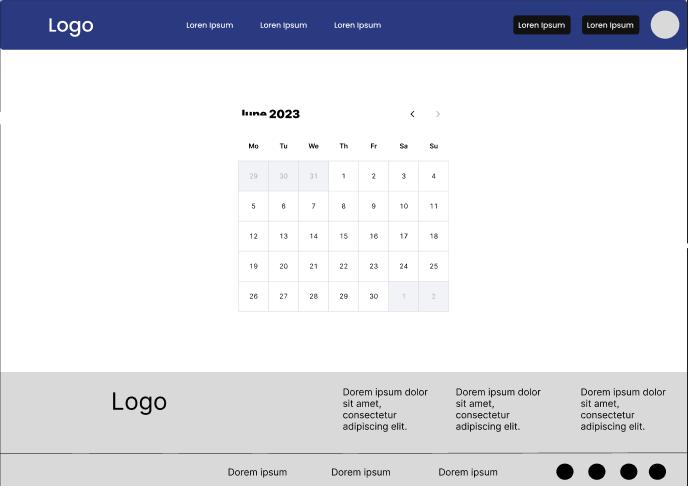 Logo Loren Ipsum Loren Ipsum Loren Ipsum Loren Ipsum Loren Ipsum
June 2023
Mo Tu We Th Fr Sa Su
29 30 31 1 2 3 4
5 6 7 8 9 10 11
12 13 14 15 16 17 18
19 20 21 22 23 24 25
26 27 28 29 30 1 2
Logo
Dorem ipsum dolor
sit amet,
consectetur
adipiscing elit.
Dorem ipsum dolor
sit amet,
consectetur
adipiscing elit.
Dorem ipsum dolor
sit amet,
consectetur
adipiscing elit.
Dorem ipsum Dorem ipsum Dorem ipsum